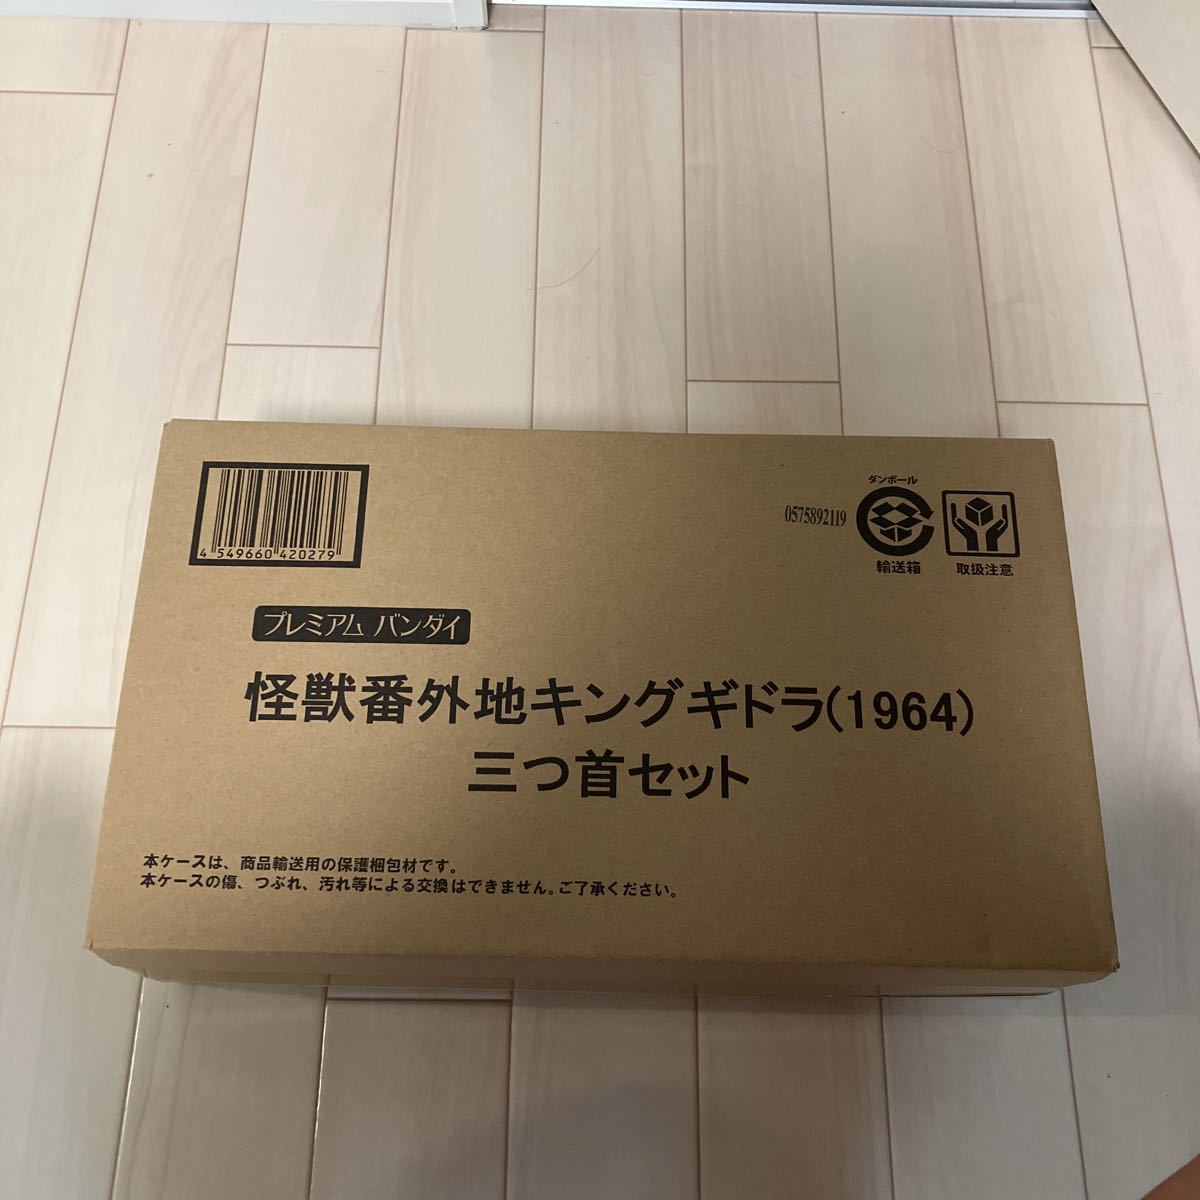 4 549660 420279
0575892119
ダンボール
輸送箱
取扱注意
プレミアム バンダイ
怪獣番外地キングギドラ(1964)
三つ首セット
本ケースは、商品輸送用の保護梱包材です。
本ケースの傷、つぶれ、汚れ等による交換はできません。ご了承ください。